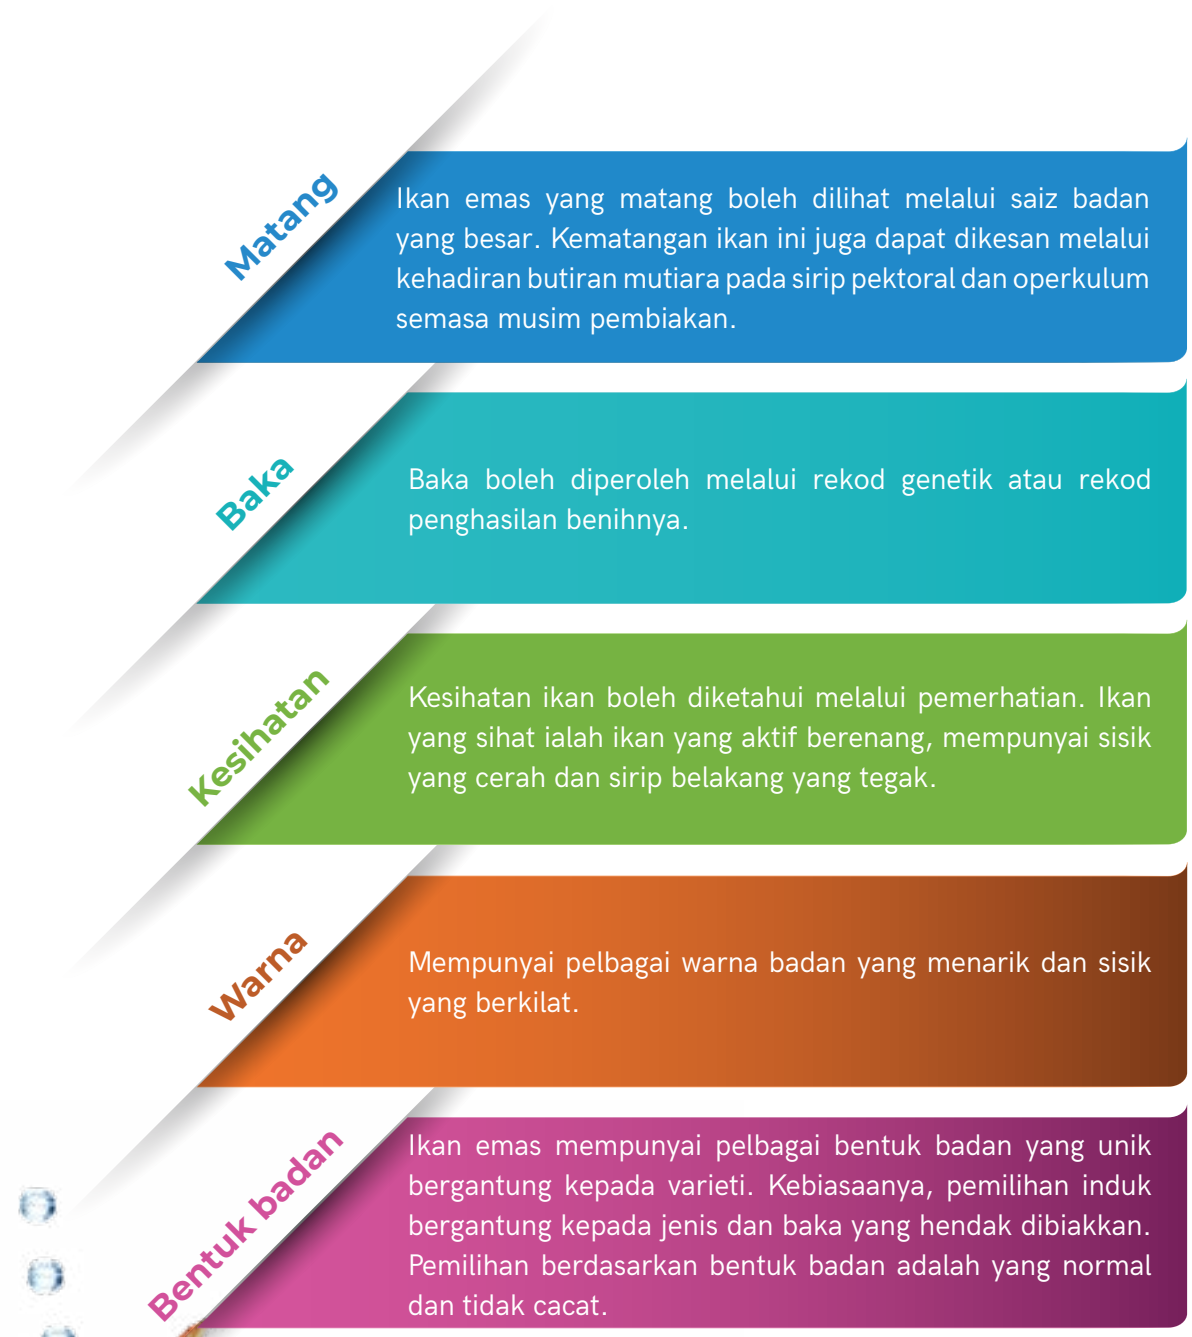 Matang
Ikan emas yang matang boleh dilihat melalui saiz badan
yang besar. Kematangan ikan ini juga dapat dikesan melalui
kehadiran butiran mutiara pada sirip pektoral dan operkulum
semasa musim pembiakan.
Baka
Baka boleh diperoleh melalui rekod genetik atau rekod
penghasilan benihnya.
Kesihatan
Kesihatan ikan boleh diketahui melalui pemerhatian. Ikan
yang sihat ialah ikan yang aktif berenang, mempunyai sisik
yang cerah dan sirip belakang yang tegak.
Warna
Mempunyai pelbagai warna badan yang menarik dan sisik
yang berkilat.
Bentuk badan
Ikan emas mempunyai pelbagai bentuk badan yang unik
bergantung kepada varieti. Kebiasaanya, pemilihan induk
bergantung kepada jenis dan baka yang hendak dibiakkan.
Pemilihan berdasarkan bentuk badan adalah yang normal
dan tidak cacat.